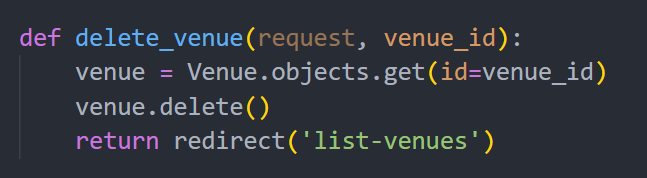 def delete_venue(request, venue_id):
    venue = Venue.objects.get(id=venue_id)
    venue.delete()
    return redirect('list-venues')